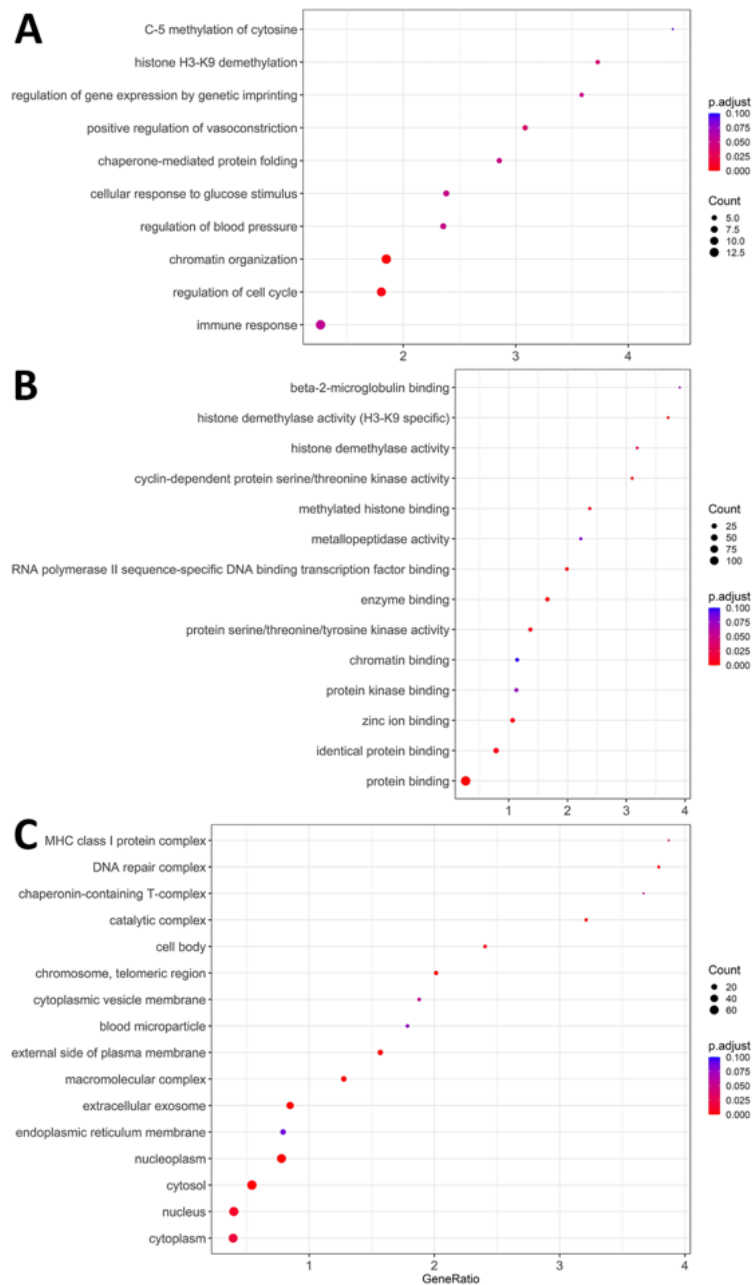 A
C-5 methylation of cytosine
histone H3-K9 demethylation
regulation of gene expression by genetic imprinting
positive regulation of vasoconstriction
chaperone-mediated protein folding
cellular response to glucose stimulus
regulation of blood pressure
chromatin organization
regulation of cell cycle
immune response
2 3 4
p.adjust
0.100
0.075
0.050
0.025
0.000
Count
5.0
7.5
10.0
12.5
B
beta-2-microglobulin binding
histone demethylase activity (H3-K9 specific)
histone demethylase activity
cyclin-dependent protein serine/threonine kinase activity
methylated histone binding
metallopeptidase activity
RNA polymerase II sequence-specific DNA binding transcription factor binding
enzyme binding
protein serine/threonine/tyrosine kinase activity
chromatin binding
protein kinase binding
zinc ion binding
identical protein binding
protein binding
1 2 3 4
Count
25
50
75
100
p.adjust
0.100
0.075
0.050
0.025
0.000
C
MHC class I protein complex
DNA repair complex
chaperonin-containing T-complex
catalytic complex
cell body
chromosome, telomeric region
cytoplasmic vesicle membrane
blood microparticle
external side of plasma membrane
macromolecular complex
extracellular exosome
endoplasmic reticulum membrane
nucleoplasm
cytosol
nucleus
cytoplasm
1 2 3 4
GeneRatio
Count
20
40
60
p.adjust
0.100
0.075
0.050
0.025
0.000